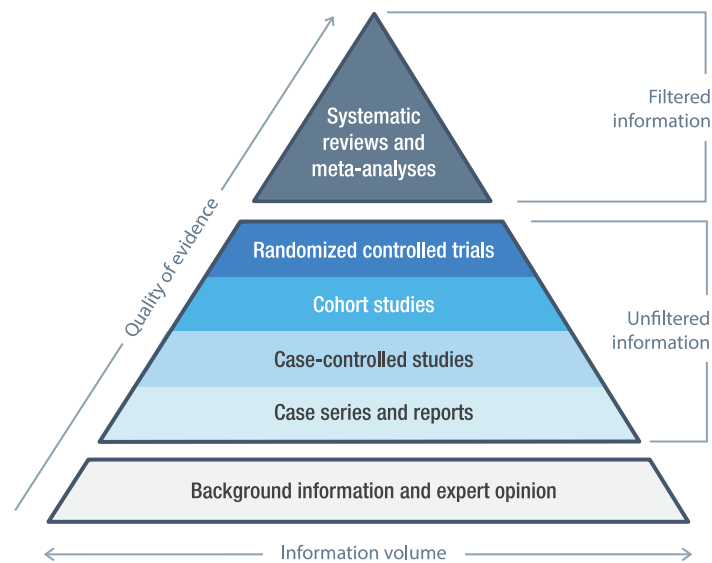 Systematic
reviews and
meta-analyses
Filtered
information
Quality of evidence
Randomized controlled trials
Cohort studies
Case-controlled studies
Case series and reports
Unfiltered
information
Background information and expert opinion
Information volume